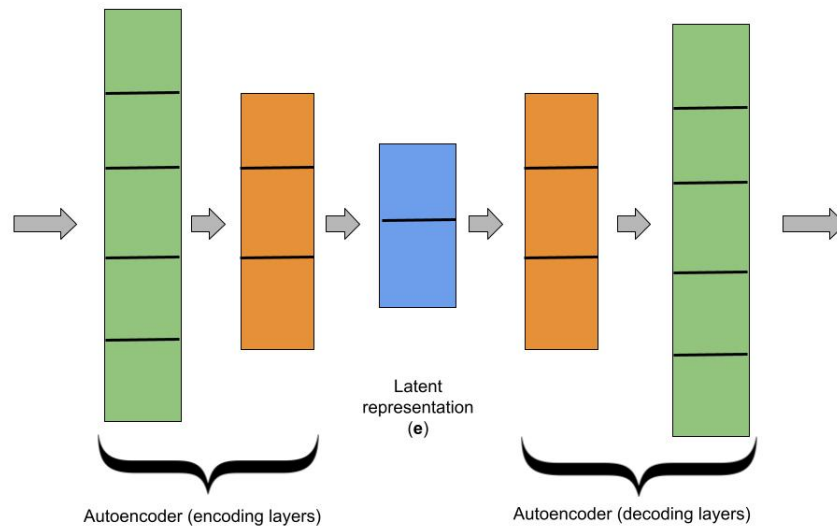 Latent
representation
(e)
Autoencoder (encoding layers)
Autoencoder (decoding layers)